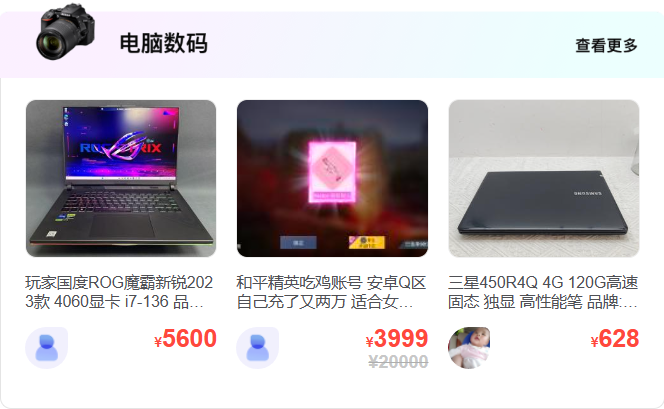 电脑数码
查看更多
SAMSUNG
玩家国度ROG魔霸新锐202
3款 4060显卡 i7-136 品…
¥5600
和平精英吃鸡账号 安卓Q区
自己充了又两万 适合女…
¥3999
¥20000
三星450R4Q 4G 120G高速
固态 独显 高性能笔 品牌:…
¥628